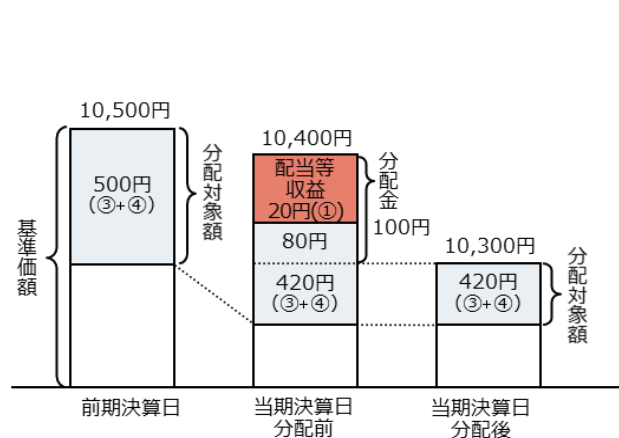 10,500円
500円
(③+④)
分配対象額
基準価額
前期決算日
10,400円
配当等
収益
20円(①)
80円
420円
(③+④)
分配金
100円
当期決算日
分配前
10,300円
420円
(③+④)
分配対象額
当期決算日
分配後